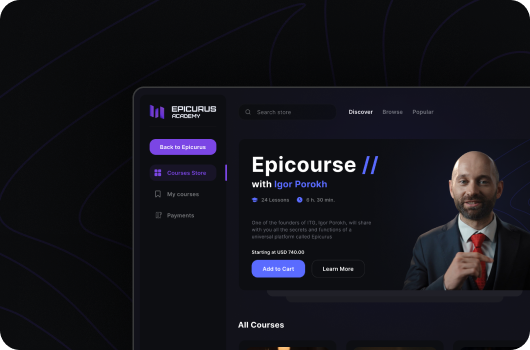 EPICURUS
ACADEMY
Search store
Discover
Browse
Popular
Back to Epicurus
Courses Store
My courses
Payments
Epicourse //
with Igor Porokh
24 Lessons
8 h. 30 min.
One of the founders of ITG, Igor Porokh, will share
with you all the secrets and functions of a
universal platform called Epicurus
Starting at USD 740.00
Add to Cart
Learn More
All Courses